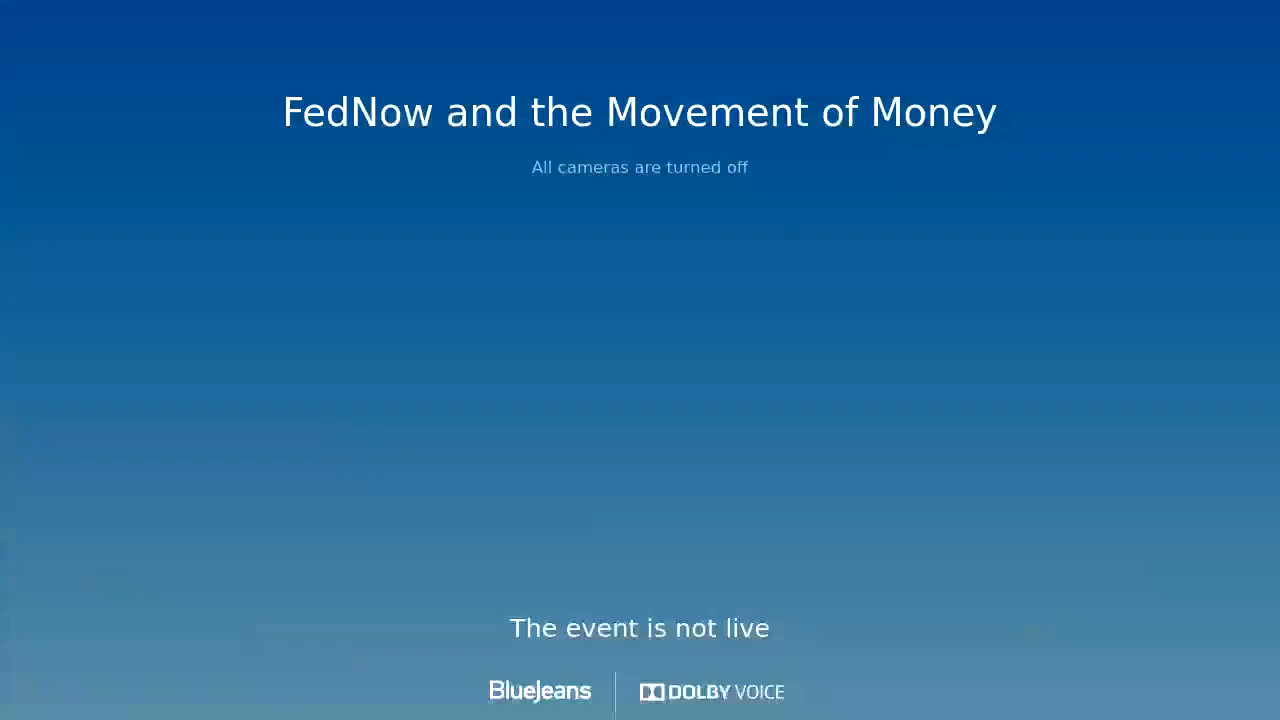 FedNow and the Movement of Money
All cameras are turned off
The event is not live
BlueJeans
DOLBY VOICE